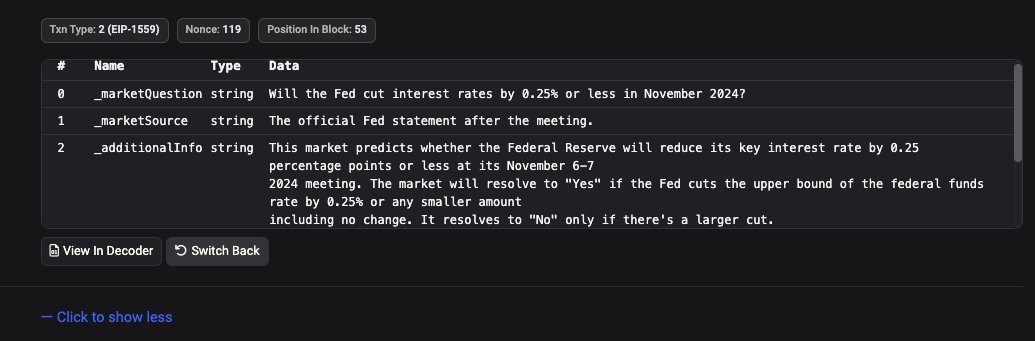 Txn Type: 2 (EIP-1559) Nonce: 119 Position In Block: 53
# Name Type Data
0 _marketQuestion string Will the Fed cut interest rates by 0.25% or less in November 2024?
1 _marketSource string The official Fed statement after the meeting.
2 _additionalInfo string This market predicts whether the Federal Reserve will reduce its key interest rate by 0.25
percentage points or less at its November 6–7
2024 meeting. The market will resolve to "Yes" if the Fed cuts the upper bound of the federal funds
rate by 0.25% or any smaller amount
including no change. It resolves to "No" only if there's a larger cut.
View In Decoder Switch Back
— Click to show less